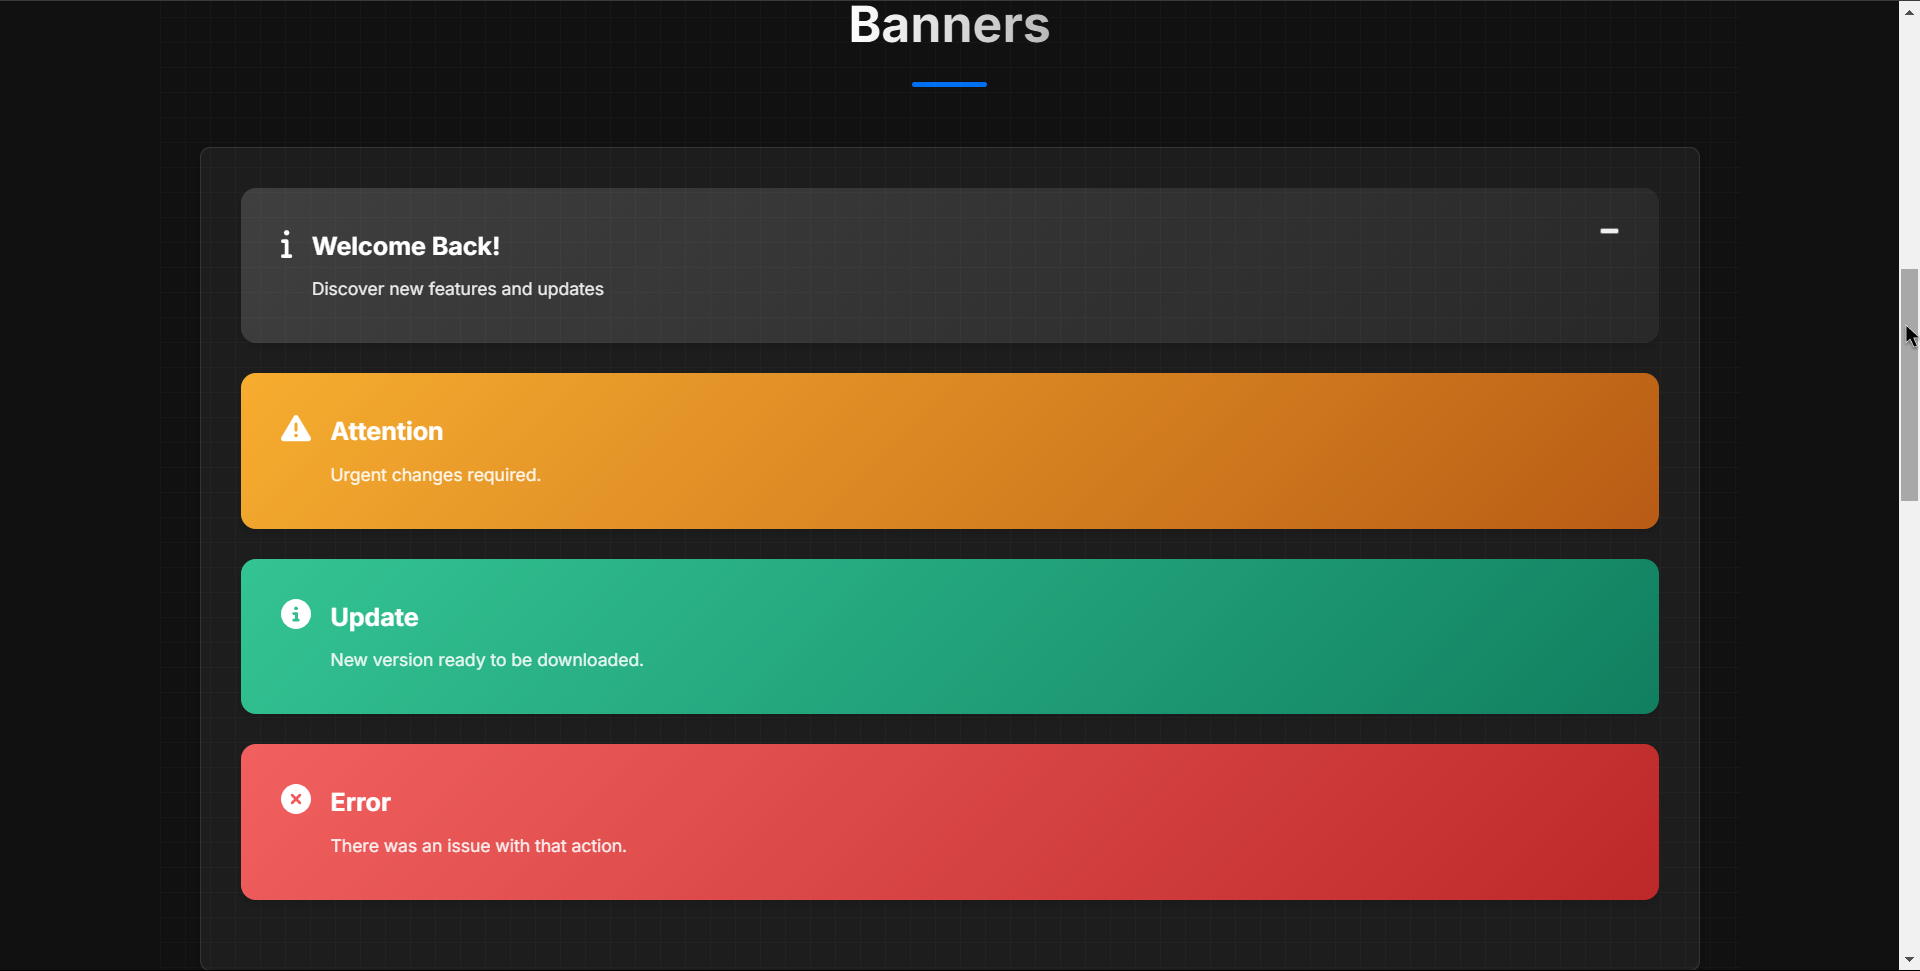 Banners
Welcome Back!
Discover new features and updates
Attention
Urgent changes required.
Update
New version ready to be downloaded.
Error
There was an issue with that action.